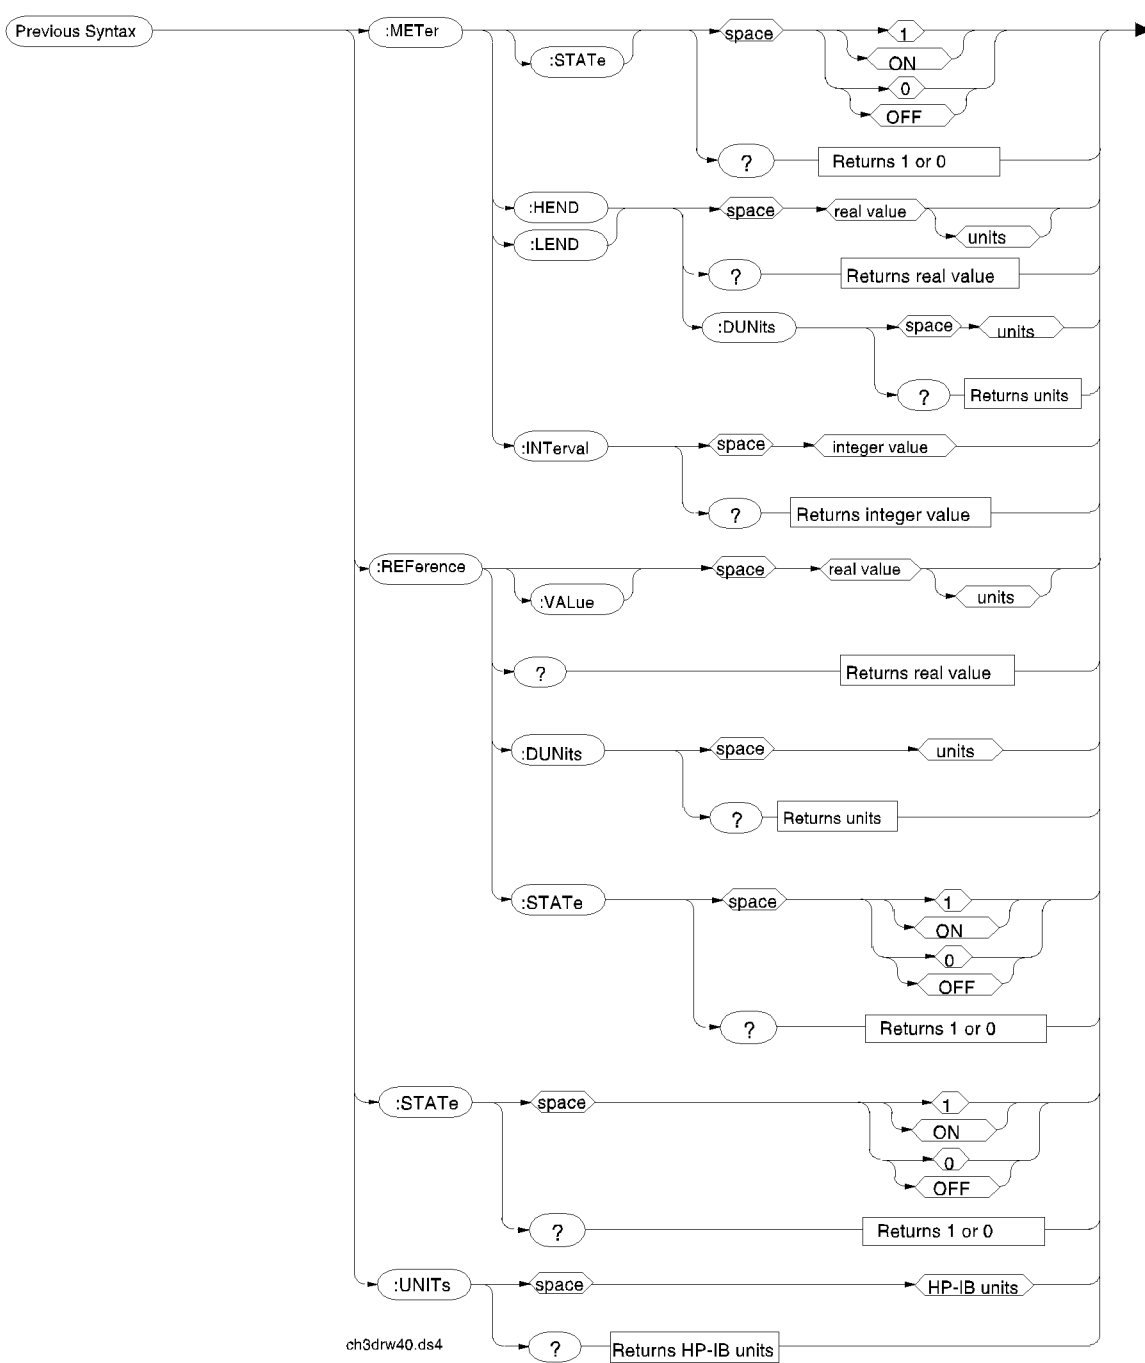 Previous Syntax :METer space 1
:STATe ON
0
OFF
? Returns 1 or 0
:HEND space real value
:LEND units
? Returns real value
:DUNits space units
? Returns units
:INTerval space integer value
? Returns integer value
:REFerence space real value
:VALue units
? Returns real value
:DUNits space units
? Returns units
:STATe space 1
ON
0
OFF
? Returns 1 or 0
:STATe space 1
ON
0
OFF
? Returns 1 or 0
:UNITs space HP-IB units
ch3drw40.ds4 ? Returns HP-IB units